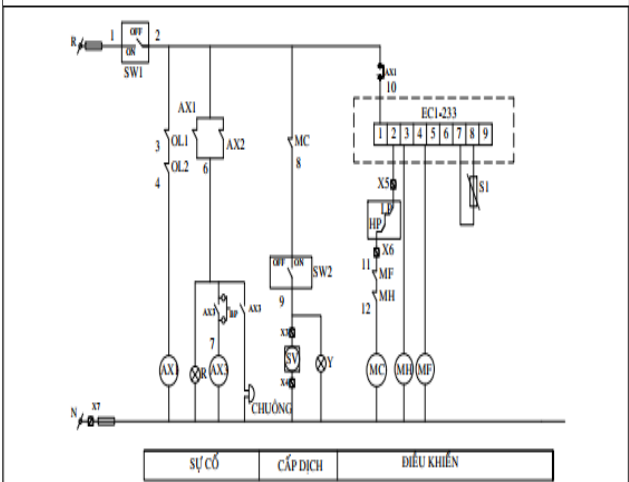 R 1 OFF 2
ON
SW1
AX1
10
AX1
EC1-233
1 2 3 4 5 6 7 8 9
3 OL1 AX2 MC
OL2 6 8
4
X5 S1
LP
HP
X6
OFF ON SW2
11 MF
MH
9 12
AX3 BP AX3
X3
7
AX1 R AX3 SV Y MC MH MF
X4
CHUÔNG
N X7
SỰ CỐ CẤP DỊCH ĐIỀU KHIỂN